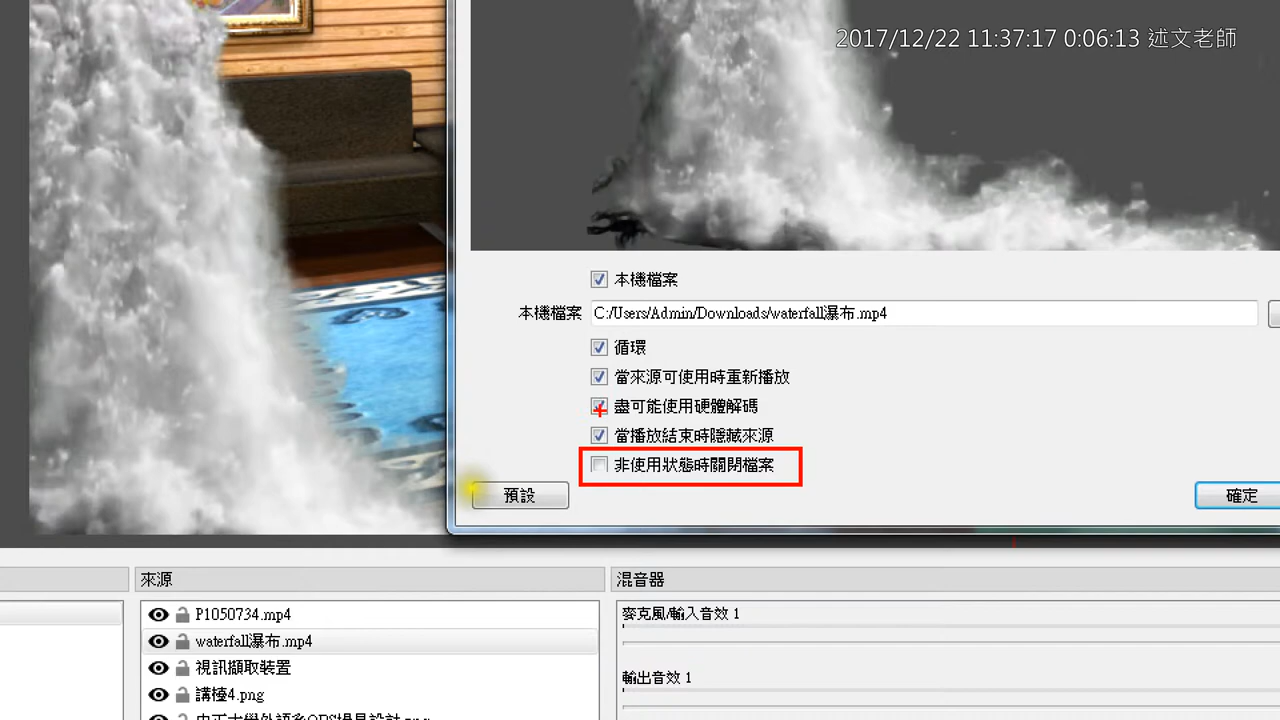 2017/12/22 11:37:17 0:06:13 述文老師
本機檔案
本機檔案 C:/Users/Admin/Downloads/waterfall瀑布.mp4
循環
當來源可使用時重新播放
盡可能使用硬體解碼
當播放結束時隱藏來源
非使用狀態時關閉檔案
預設
確定
來源
混音器
P1050734.mp4
麥克風/輸入音效 1
waterfall瀑布.mp4
視訊擷取裝置
輸出音效 1
講檯4.png